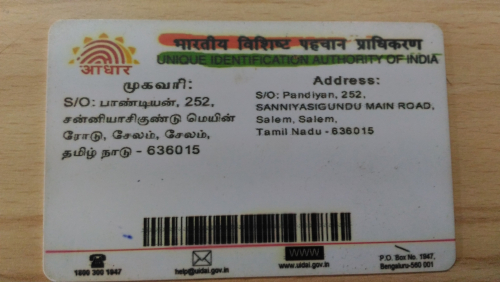 भारतीय विशिष्ट पहचान प्राधिकरण
UNIQUE IDENTIFICATION AUTHORITY OF INDIA
आधार
முகவரி:
S/O: பாண்டியன், 252,
சன்னியாசிகுண்டு மெயின்
ரோடு, சேலம், சேலம்,
தமிழ் நாடு - 636015
Address:
S/O: Pandiyan, 252,
SANNIYASIGUNDU MAIN ROAD,
Salem, Salem,
Tamil Nadu - 636015
WWW
1800 300 1947
help@uidai.gov.in
www.uidai.gov.in
P.O. Box No. 1947,
Bengaluru-560 001